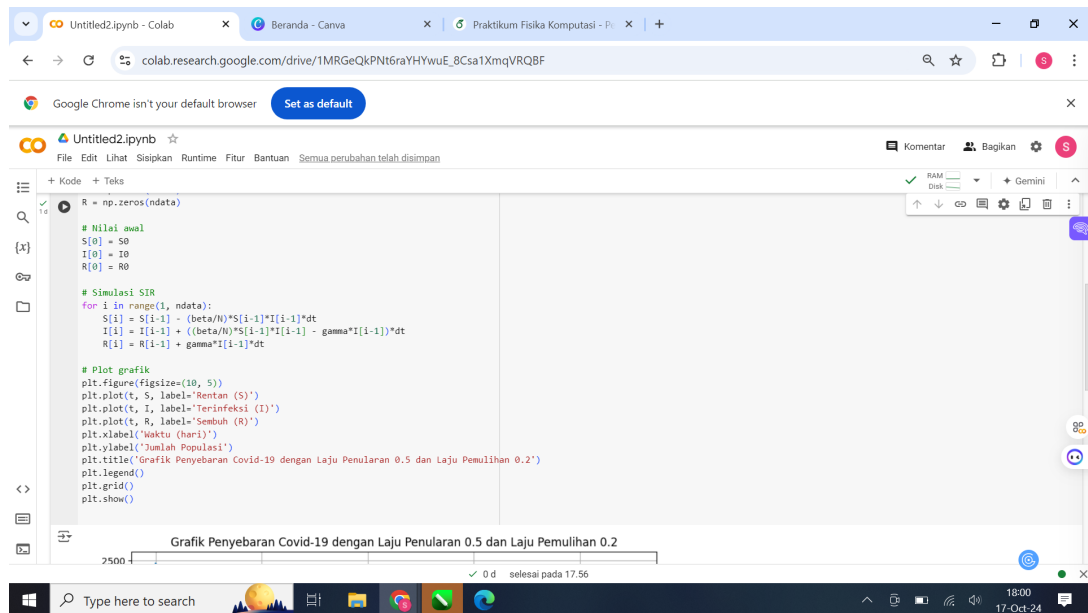 Untitled2.ipynb - Colab
Beranda - Canva
Praktikum Fisika Komputasi - Pe
colab.research.google.com/drive/1MRGeQkPNt6raYHYwuE_8Csa1XmqVRQBF
S
Google Chrome isn't your default browser
Set as default
CO
Untitled2.ipynb
File Edit Lihat Sisipkan Runtime Fitur Bantuan Semua perubahan telah disimpan
Komentar
Bagikan
S
+ Kode + Teks
RAM
Disk
Gemini
1 d
{x}
R = np.zeros(ndata)
# Nilai awal
S[0] = S0
I[0] = I0
R[0] = R0
# Simulasi SIR
for i in range(1, ndata):
S[i] = S[i-1] - (beta/N)*S[i-1]*I[i-1]*dt
I[i] = I[i-1] + ((beta/N)*S[i-1]*I[i-1] - gamma*I[i-1])*dt
R[i] = R[i-1] + gamma*I[i-1]*dt
# Plot grafik
plt.figure(figsize=(10, 5))
plt.plot(t, S, label='Rentan (S)')
plt.plot(t, I, label='Terinfeksi (I)')
plt.plot(t, R, label='Sembuh (R)')
plt.xlabel('Waktu (hari)')
plt.ylabel('Jumlah Populasi')
plt.title('Grafik Penyebaran Covid-19 dengan Laju Penularan 0.5 dan Laju Pemulihan 0.2')
plt.legend()
plt.grid()
plt.show()
Grafik Penyebaran Covid-19 dengan Laju Penularan 0.5 dan Laju Pemulihan 0.2
2500
0 d selesai pada 17.56
Type here to search
18:00
17-Oct-24